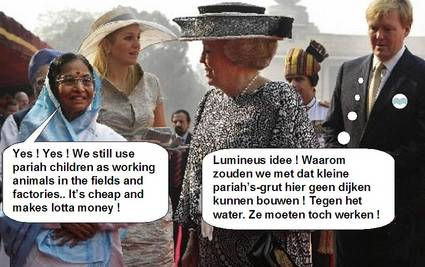 Yes ! Yes ! We still use
pariah children as working
animals in the fields and
factories.. It's cheap and
makes lotta money !
Lumineus idee ! Waarom
zouden we met dat kleine
pariah's-grut hier geen dijken
kunnen bouwen ! Tegen het
water. Ze moeten toch werken !